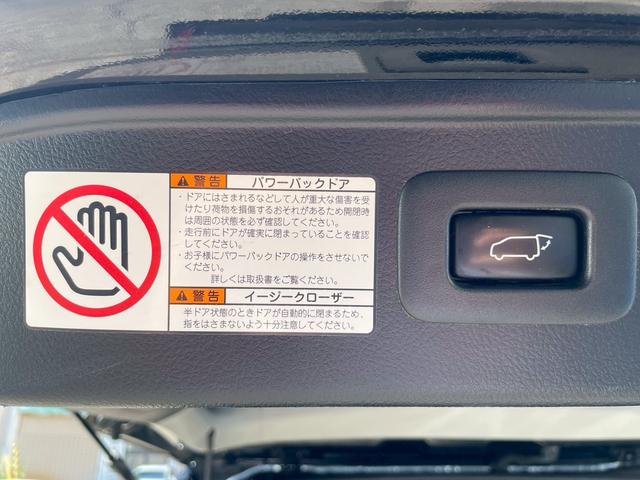 警告 パワーバックドア
・ドアにはさまれるなどして人が重大な傷害を受
けたり荷物を損傷するおそれがあるため開閉時
は周囲の状態を必ず確認してください。
・走行前にドアが確実に閉まっていることを確認
してください。
・お子様にパワーバックドアの操作をさせないで
ください。
詳しくは取扱書をご覧ください。
警告 イージークローザー
半ドア状態のときドアが自動的に閉まるため、
指をはさまないよう十分注意してください。